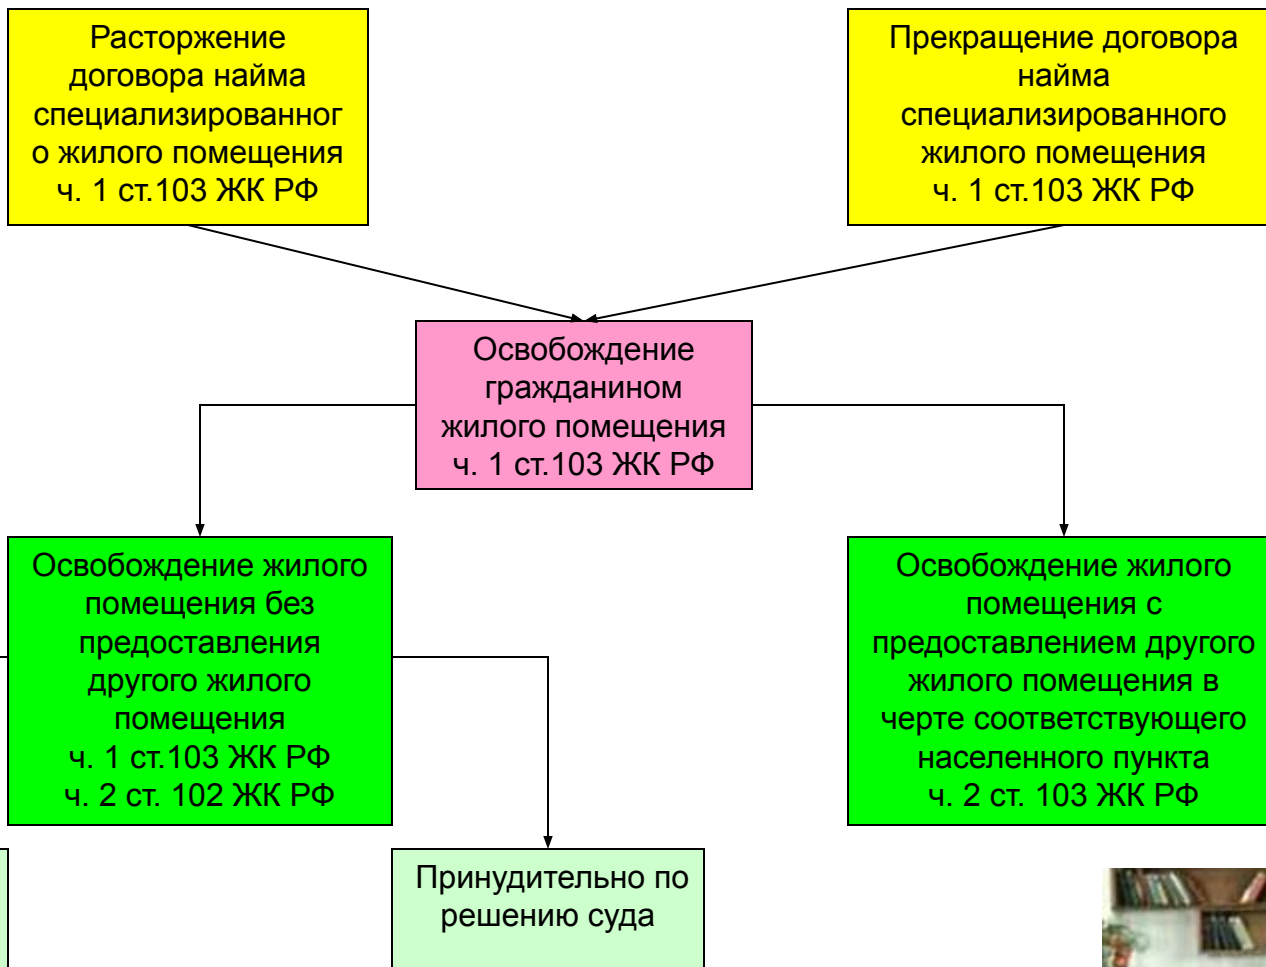 Расторжение
договора найма
специализированног
о жилого помещения
ч. 1 ст.103 ЖК РФ
Прекращение договора
найма
специализированного
жилого помещения
ч. 1 ст.103 ЖК РФ
Освобождение
гражданином
жилого помещения
ч. 1 ст.103 ЖК РФ
Освобождение жилого
помещения без
предоставления
другого жилого
помещения
ч. 1 ст.103 ЖК РФ
ч. 2 ст. 102 ЖК РФ
Освобождение жилого
помещения с
предоставлением другого
жилого помещения в
черте соответствующего
населенного пункта
ч. 2 ст. 103 ЖК РФ
Принудительно по
решению суда